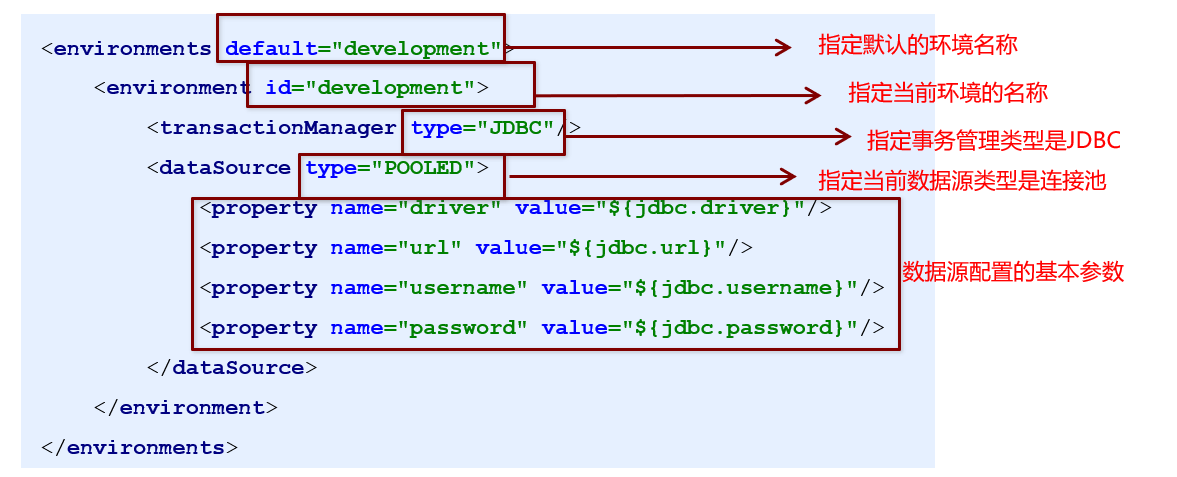 <environments default="development">
指定默认的环境名称
<environment id="development">
指定当前环境的名称
<transactionManager type="JDBC"/>
指定事务管理类型是JDBC
<dataSource type="POOLED">
指定当前数据源类型是连接池
<property name="driver" value="${jdbc.driver}"/>
<property name="url" value="${jdbc.url}"/>
数据源配置的基本参数
<property name="username" value="${jdbc.username}"/>
<property name="password" value="${jdbc.password}"/>
</dataSource>
</environment>
</environments>